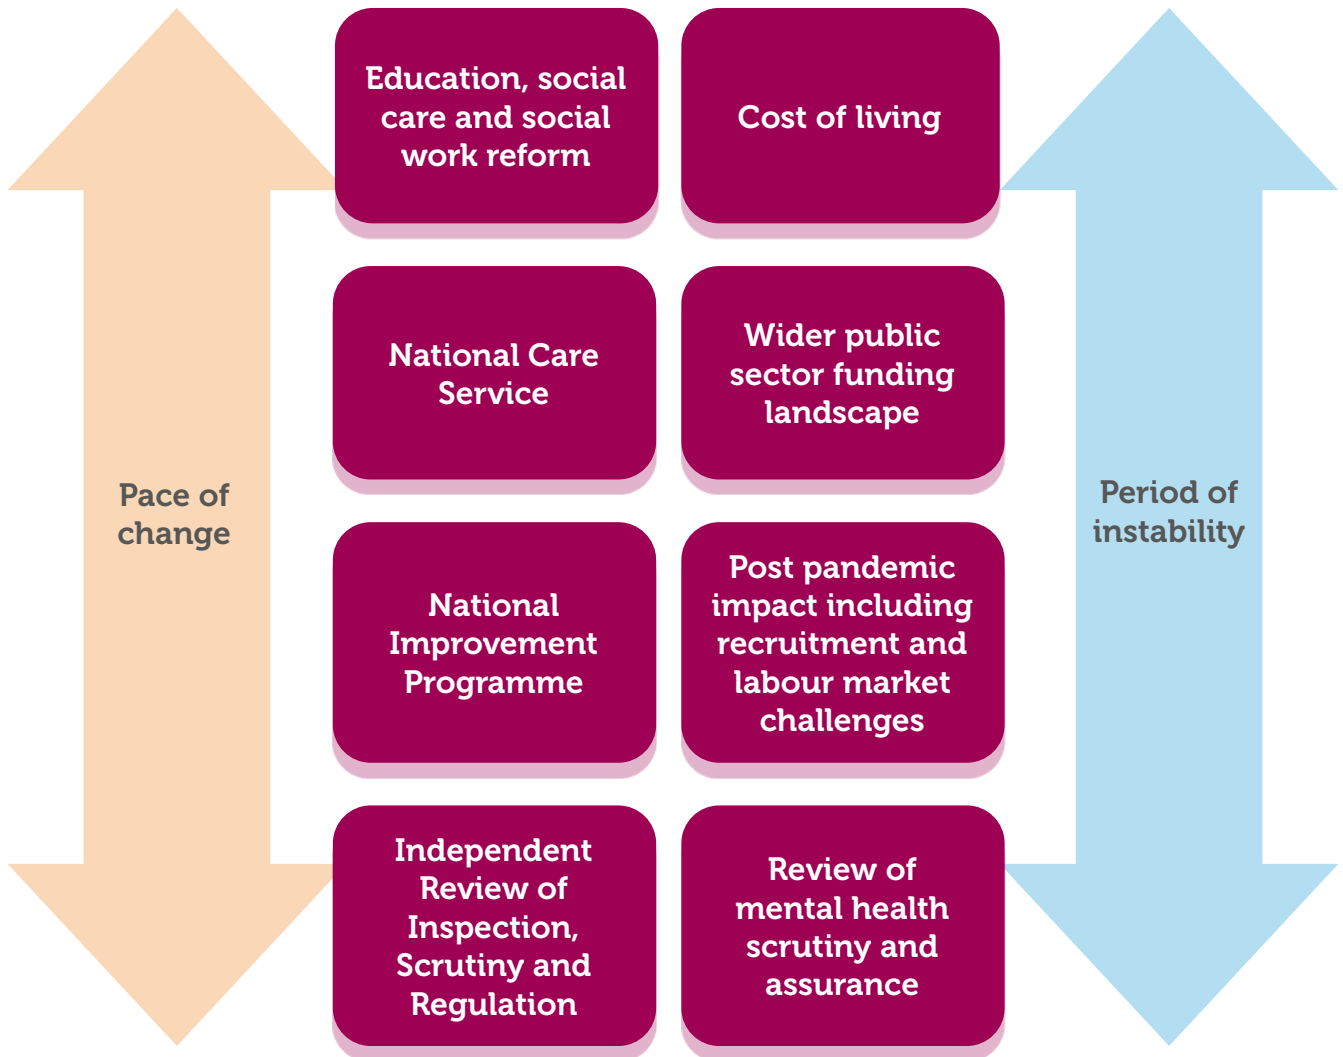 Education, social
care and social
work reform
Cost of living
National Care
Service
Wider public
sector funding
landscape
Pace of
change
Period of
instability
National
Improvement
Programme
Post pandemic
impact including
recruitment and
labour market
challenges
Independent
Review of
Inspection,
Scrutiny and
Regulation
Review of
mental health
scrutiny and
assurance